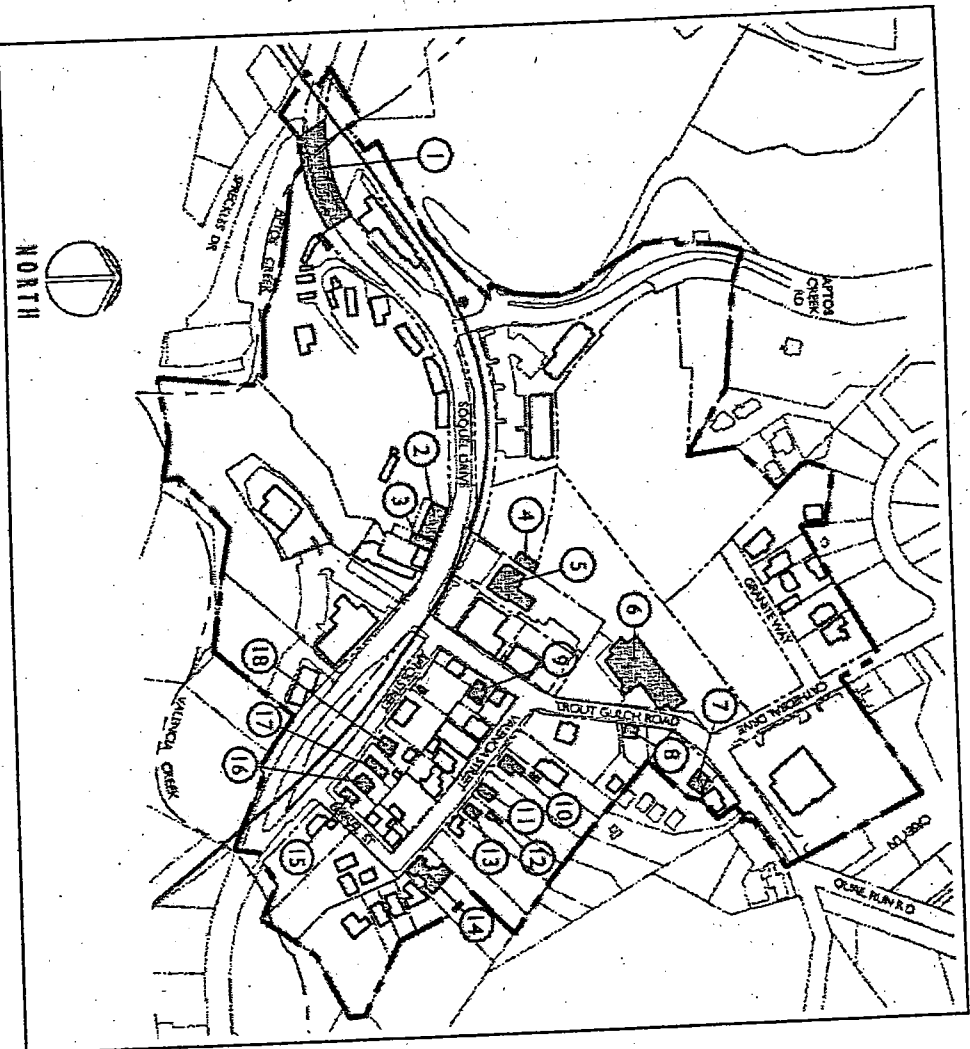 APTOS
CREEK
RD
1
SPRECKLES DR
APTOS CREEK
NORTH
SOQUEL DRIVE
2
3
4
5
6
GRANITE WAY
CATHEDRAL DRIVE
7
TROUT GULCH ROAD
8
9
VALENCIA STREET
10
11
12
13
14
18
17
16
15
VALENCIA
CREEK
QUAIL RUN RD